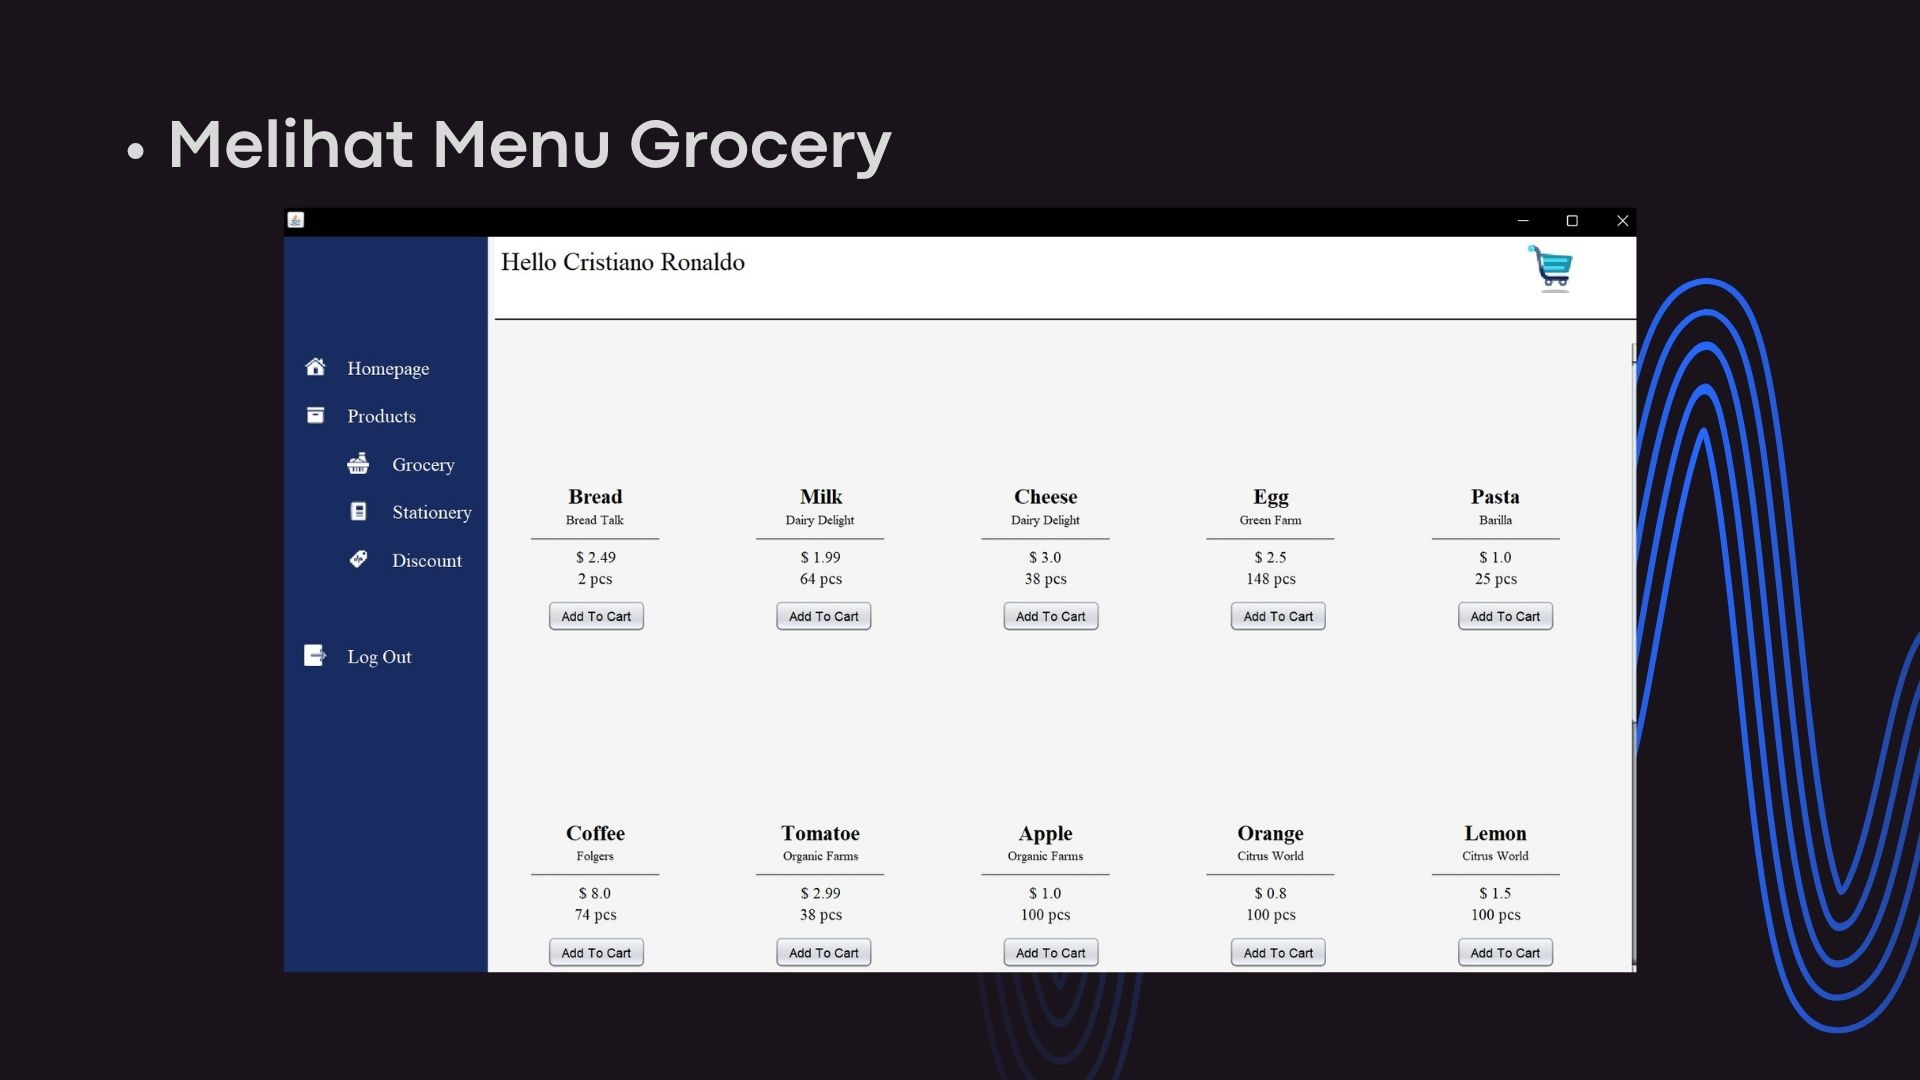 • Melihat Menu Grocery
Hello Cristiano Ronaldo
Homepage
Products
Grocery
Stationery
Discount
Log Out
Bread Milk Cheese Egg Pasta
Bread Talk Dairy Delight Dairy Delight Green Farm Barilla
$ 2.49 $ 1.99 $ 3.0 $ 2.5 $ 1.0
2 pcs 64 pcs 38 pcs 148 pcs 25 pcs
Add To Cart Add To Cart Add To Cart Add To Cart Add To Cart
Coffee Tomatoe Apple Orange Lemon
Folgers Organic Farms Organic Farms Citrus World Citrus World
$ 8.0 $ 2.99 $ 1.0 $ 0.8 $ 1.5
74 pcs 38 pcs 100 pcs 100 pcs 100 pcs
Add To Cart Add To Cart Add To Cart Add To Cart Add To Cart